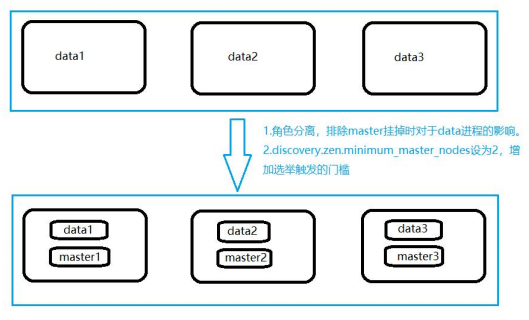 data1
data2
data3
1.角色分离，排除master挂掉时对于data进程的影响。
2.discovery.zen.minimum_master_nodes设为2，增
加选举触发的门槛
data1
data2
data3
master1
master2
master3